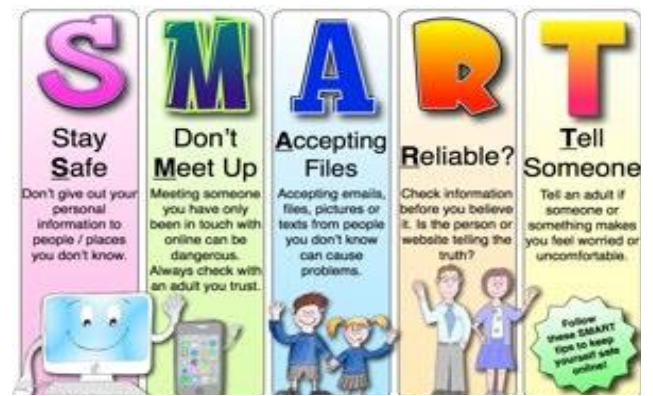 S
Stay
Safe
Don't give out your
personal
information to
people / places
you don't know.
M
Don't
Meet Up
Meeting someone
you have only
been in touch with
online can be
dangerous.
Always check with
an adult you trust.
A
Accepting
Files
Accepting emails,
files, pictures or
texts from people
you don't know
can cause
problems.
R
Reliable?
Check information
before you believe
it. Is the person or
website telling the
truth?
T
Tell
Someone
Tell an adult if
someone or
something makes
you feel worried or
uncomfortable.
Follow
these SMART
tips to keep
yourself safe
online!